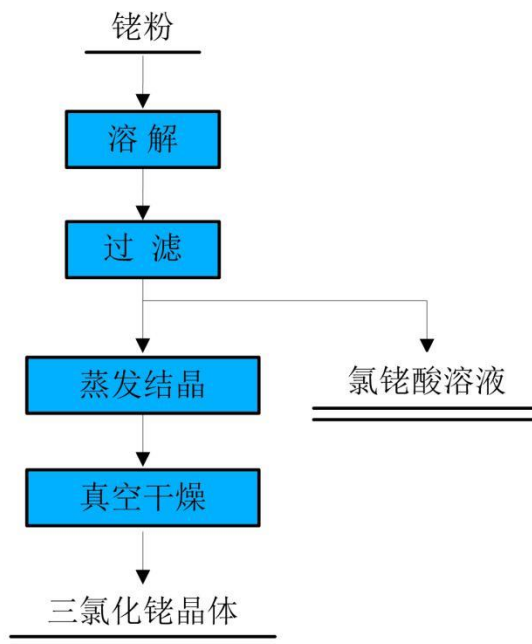 铑粉
溶解
过滤
蒸发结晶
氯铑酸溶液
真空干燥
三氯化铑晶体